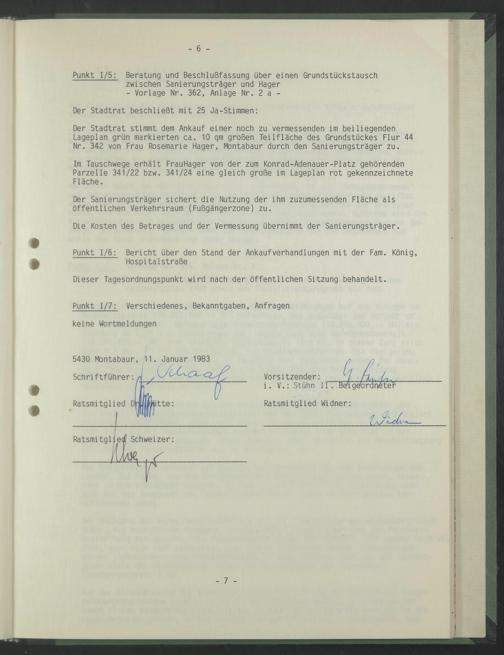 - 6 -
Punkt I/5: Beratung und Beschlußfassung über einen Grundstückstausch
zwischen Sanierungsträger und Hager
- Vorlage Nr. 362, Anlage Nr. 2 a -
Der Stadtrat beschließt mit 25 Ja-Stimmen:
Der Stadtrat stimmt dem Ankauf einer noch zu vermessenden im beiliegenden
Lageplan grün markierten ca. 10 qm großen Teilfläche des Grundstückes Flur 44
Nr. 342 von Frau Rosemarie Hager, Montabaur durch den Sanierungsträger zu.
Im Tauschwege erhält FrauHager von der zum Konrad-Adenauer-Platz gehörenden
Parzelle 341/22 bzw. 341/24 eine gleich große im Lageplan rot gekennzeichnete
Fläche.
Der Sanierungsträger sichert die Nutzung der ihm zuzumessenden Fläche als
öffentlichen Verkehrsraum (Fußgängerzone) zu.
Die Kosten des Betrages und der Vermessung übernimmt der Sanierungsträger.
Punkt I/6: Bericht über den Stand der Ankaufverhandlungen mit der Fam. König,
Hospitalstraße
Dieser Tagesordnungspunkt wird nach der öffentlichen Sitzung behandelt.
Punkt I/7: Verschiedenes, Bekanntgaben, Anfragen
keine Wortmeldungen
5430 Montabaur, 11. Januar 1983
Schriftführer: Schaaf Vorsitzender:
i. V.: Stühn II. Beigeordneter
Ratsmitglied Dr. Hütte: Ratsmitglied Widner:
Widner
Ratsmitglied Schweizer:
- 7 -